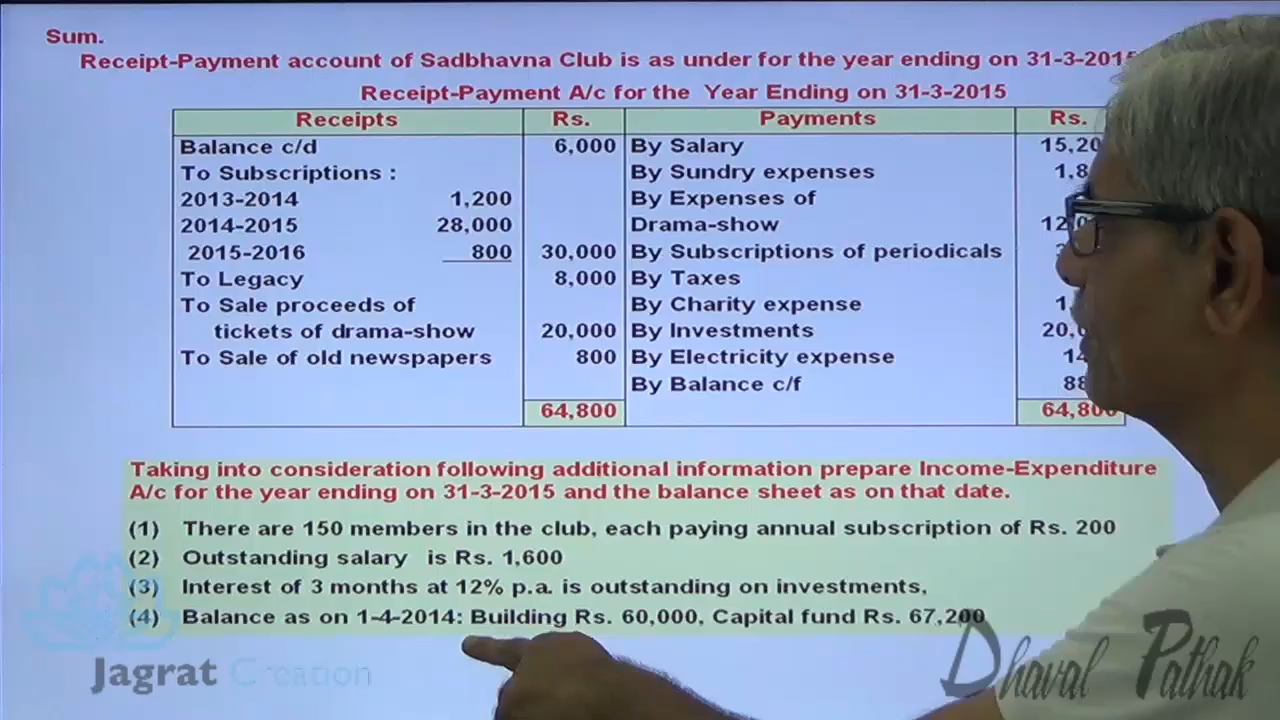 Sum.
Receipt-Payment account of Sadbhavna Club is as under for the year ending on 31-3-2015
Receipt-Payment A/c for the Year Ending on 31-3-2015
Receipts Rs. Payments Rs.
Balance c/d 6,000 By Salary
To Subscriptions : By Sundry expenses
2013-2014 1,200 By Expenses of
2014-2015 28,000 Drama-show
2015-2016 800 30,000 By Subscriptions of periodicals
To Legacy 8,000 By Taxes
To Sale proceeds of By Charity expense
tickets of drama-show 20,000 By Investments
To Sale of old newspapers 800 By Electricity expense
By Balance c/f
64,800 64,800
Taking into consideration following additional information prepare Income-Expenditure
A/c for the year ending on 31-3-2015 and the balance sheet as on that date.
(1) There are 150 members in the club, each paying annual subscription of Rs. 200
(2) Outstanding salary is Rs. 1,600
(3) Interest of 3 months at 12% p.a. is outstanding on investments,
(4) Balance as on 1-4-2014: Building Rs. 60,000, Capital fund Rs. 67,200
Jagrat Creation
Dhaval Pathak